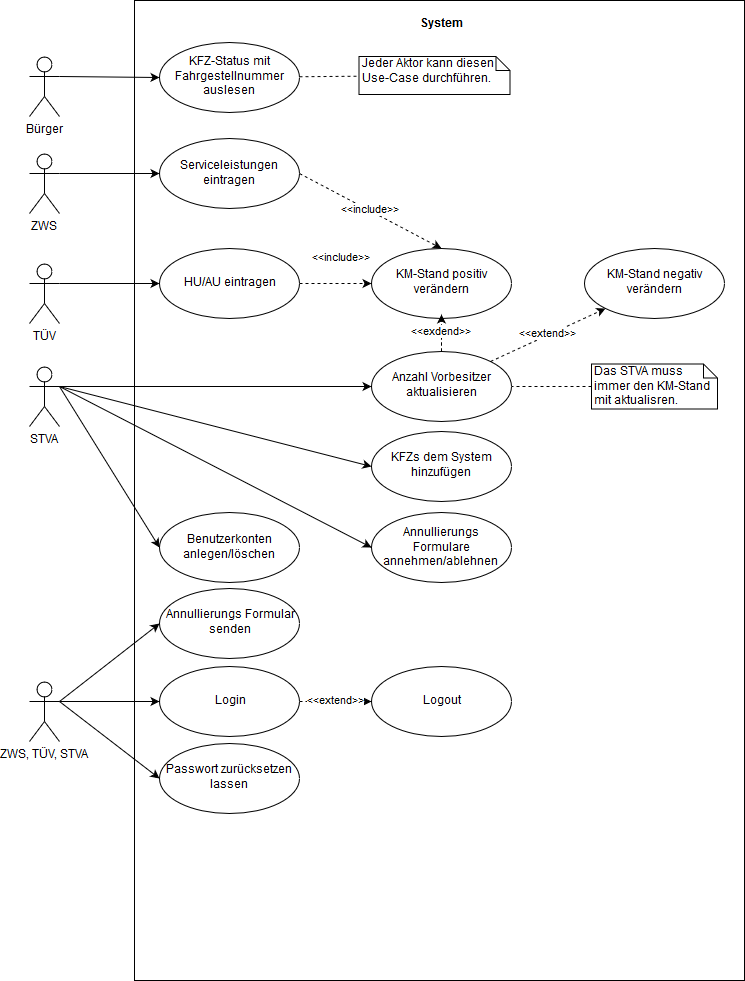 System
KFZ-Status mit
Fahrgestellnummer
auslesen
Jeder Aktor kann diesen
Use-Case durchführen.
Bürger
Serviceleistungen
eintragen
<<include>>
ZWS
HU/AU eintragen
<<include>>
KM-Stand positiv
verändern
KM-Stand negativ
verändern
TÜV
<<exdend>>
<<extend>>
Anzahl Vorbesitzer
aktualisieren
Das STVA muss
immer den KM-Stand
mit aktualisren.
STVA
KFZs dem System
hinzufügen
Benutzerkonten
anlegen/löschen
Annullierungs
Formulare
annehmen/ablehnen
Annullierungs Formular
senden
Login
<<extend>>
Logout
ZWS, TÜV, STVA
Passwort zurücksetzen
lassen